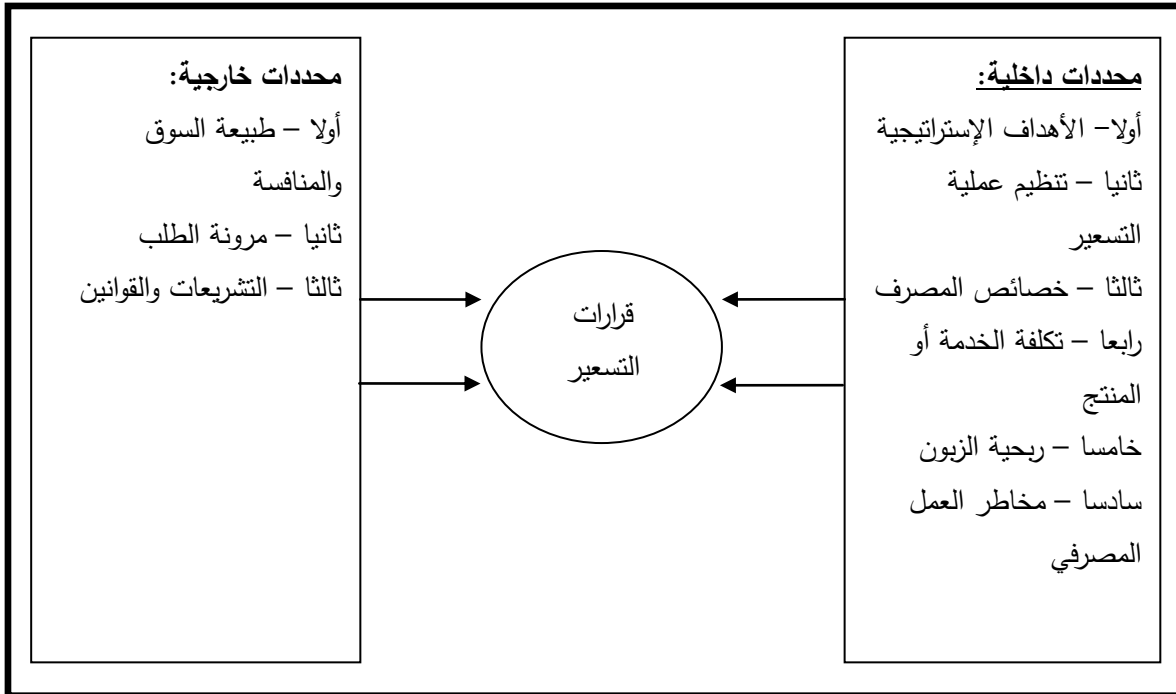 محددات داخلية:
أولا– الأهداف الإستراتيجية
ثانيا – تنظيم عملية
التسعير
ثالثا – خصائص المصرف
رابعا – تكلفة الخدمة أو
المنتج
خامسا – ربحية الزبون
سادسا – مخاطر العمل
المصرفي
قرارات
التسعير
محددات خارجية:
أولا – طبيعة السوق
والمنافسة
ثانيا – مرونة الطلب
ثالثا – التشريعات والقوانين